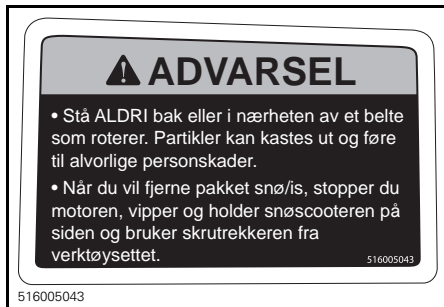 ADVARSEL
• Stå ALDRI bak eller i nærheten av et belte
som roterer. Partikler kan kastes ut og føre
til alvorlige personskader.
• Når du vil fjerne pakket snø/is, stopper du
motoren, vipper og holder snøscooteren på
siden og bruker skrutrekkeren fra
verktøysettet.
516005043
516005043